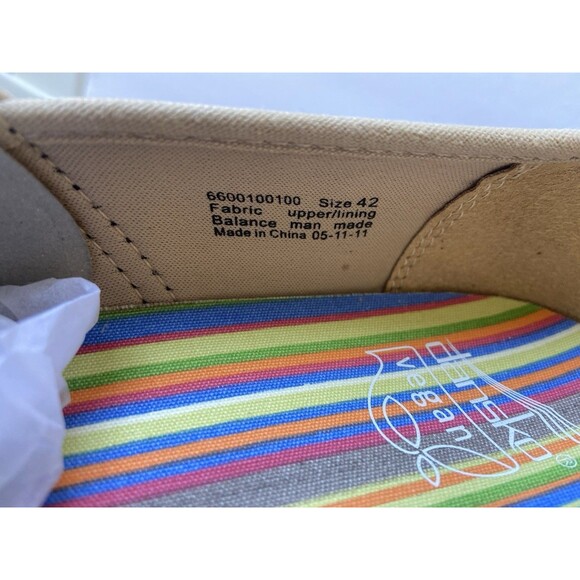 6600100100 Size 42
Fabric upper/lining
Balance man made
Made in China 05-11-11
dansko
vegan
®